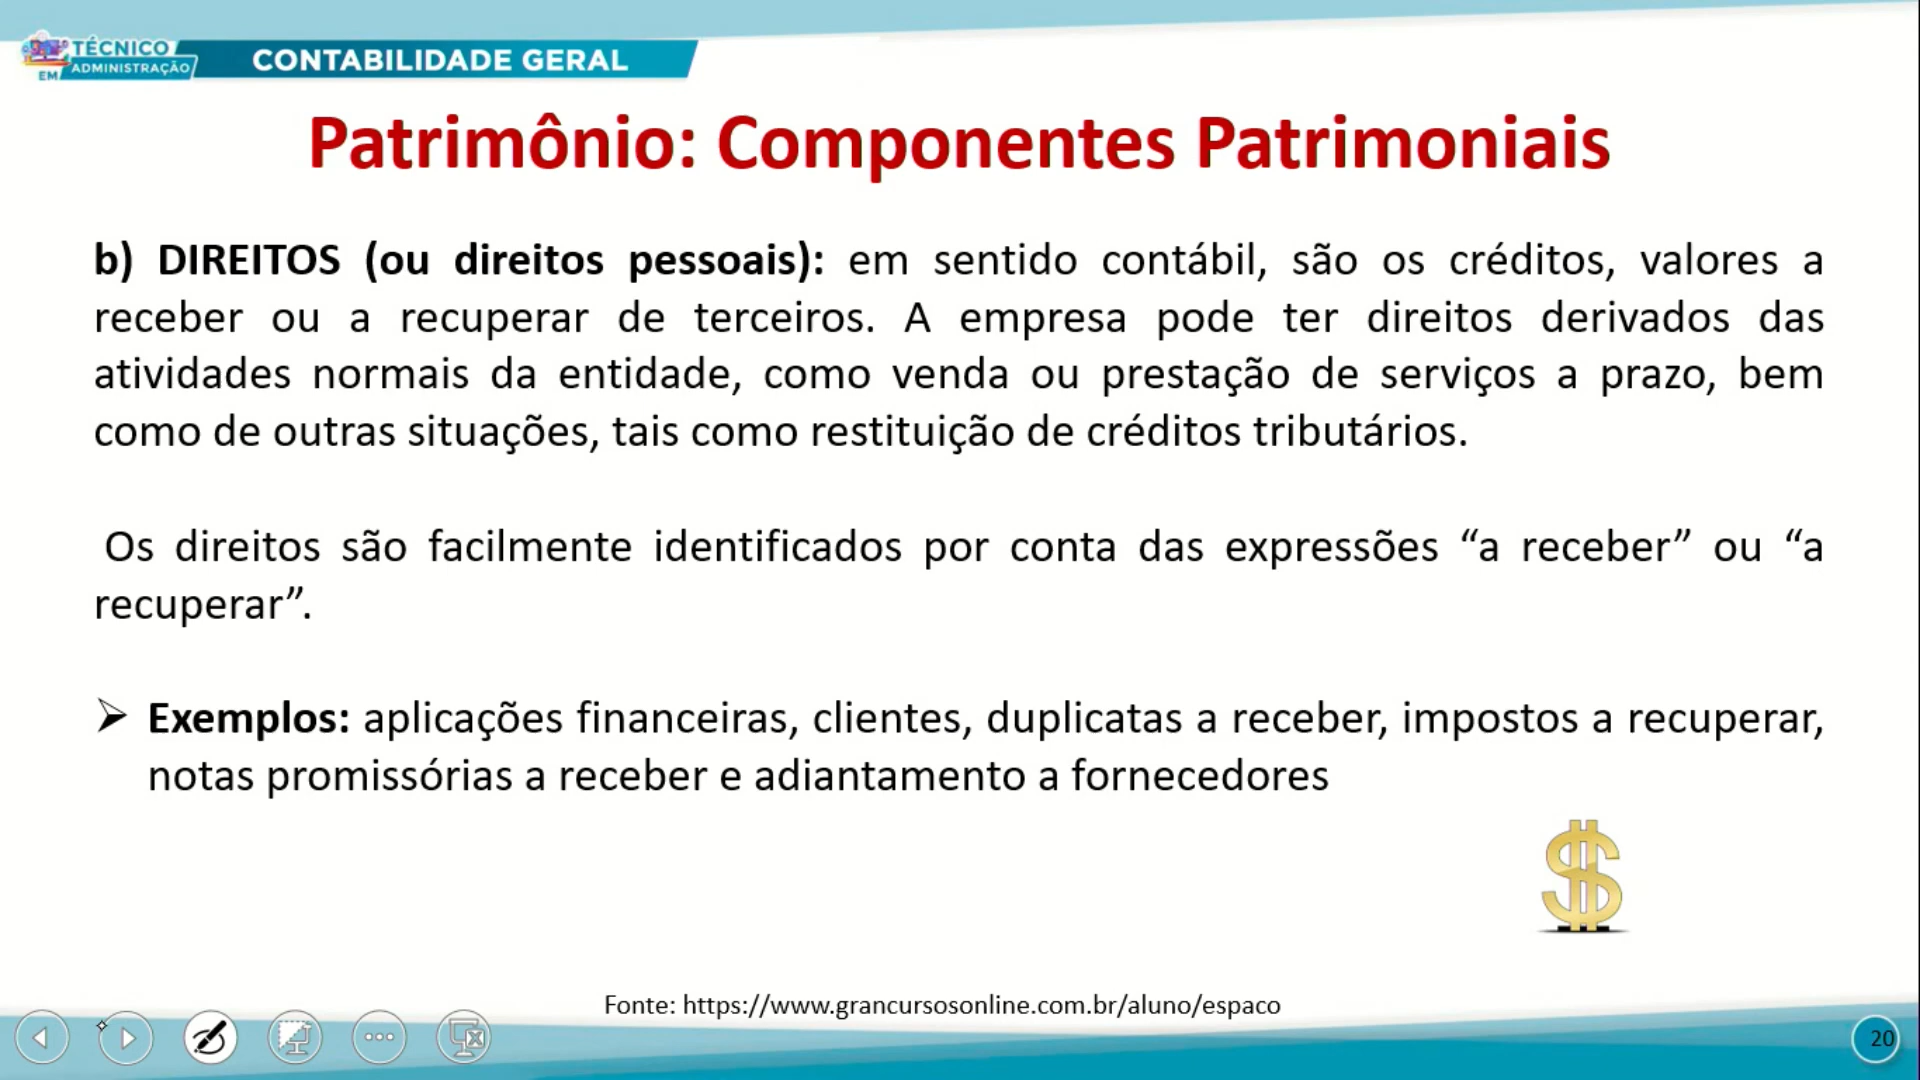 TÉCNICO
EM ADMINISTRAÇÃO
CONTABILIDADE GERAL
Patrimônio: Componentes Patrimoniais
b) DIREITOS (ou direitos pessoais): em sentido contábil, são os créditos, valores a
receber ou a recuperar de terceiros. A empresa pode ter direitos derivados das
atividades normais da entidade, como venda ou prestação de serviços a prazo, bem
como de outras situações, tais como restituição de créditos tributários.
Os direitos são facilmente identificados por conta das expressões “a receber” ou “a
recuperar”.
➢ Exemplos: aplicações financeiras, clientes, duplicatas a receber, impostos a recuperar,
notas promissórias a receber e adiantamento a fornecedores
Fonte: https://www.grancursosonline.com.br/aluno/espaco
20